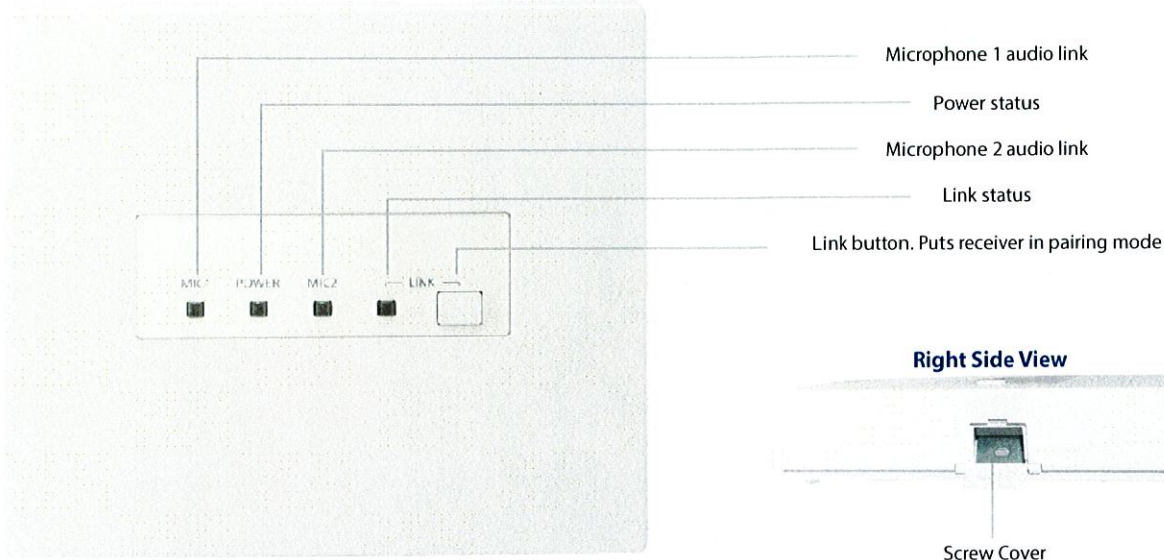 Microphone 1 audio link
Power status
Microphone 2 audio link
Link status
Link button. Puts receiver in pairing mode
MIC1 POWER MIC2 LINK
Right Side View
Screw Cover